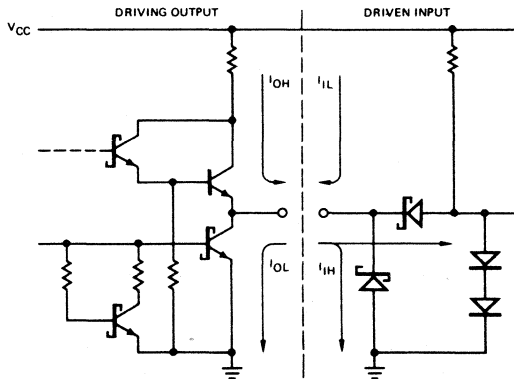 DRIVING OUTPUT
DRIVEN INPUT
VCC
IOH
IIL
IOL
IIH